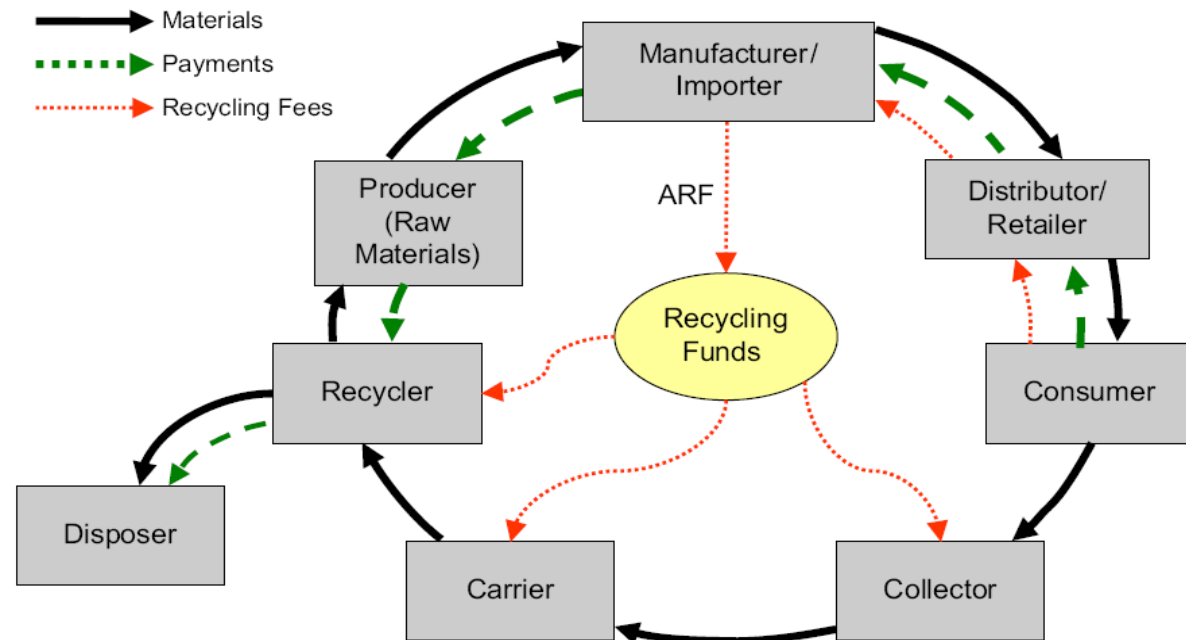 Materials
Payments
Recycling Fees
Manufacturer/
Importer
Producer
(Raw
Materials)
ARF
Distributor/
Retailer
Recycling
Funds
Recycler
Consumer
Disposer
Carrier
Collector